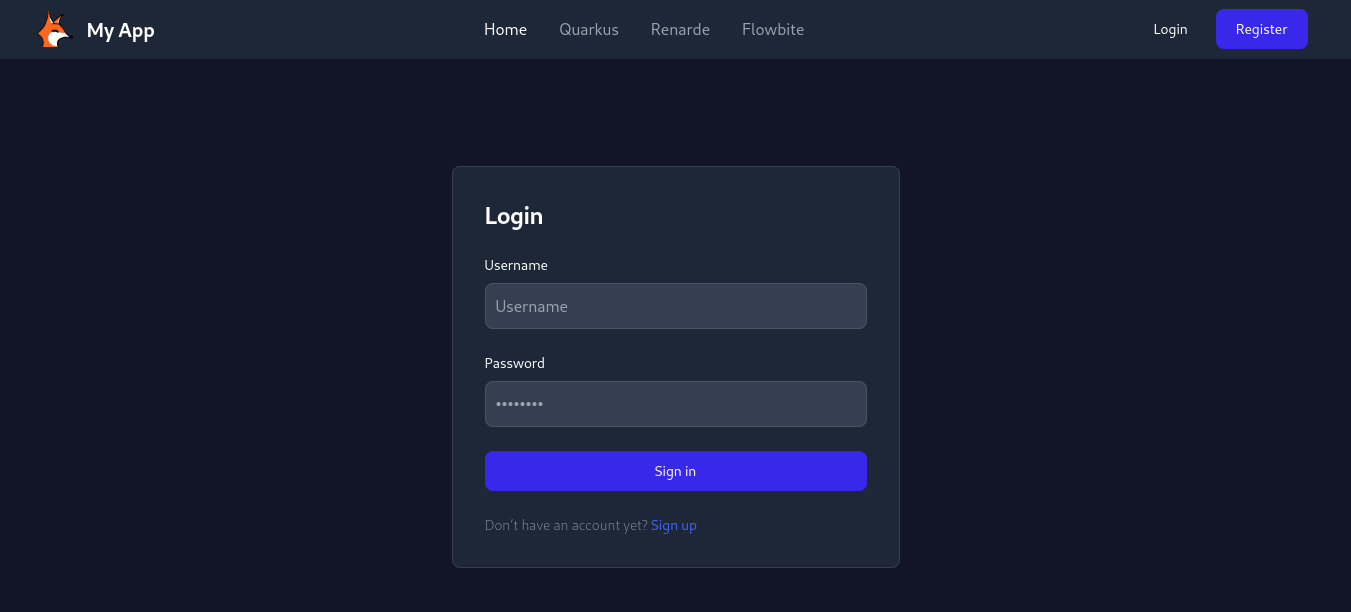 My App
Home Quarkus Renarde Flowbite
Login Register
Login
Username
Username
Password
••••••••
Sign in
Don't have an account yet? Sign up